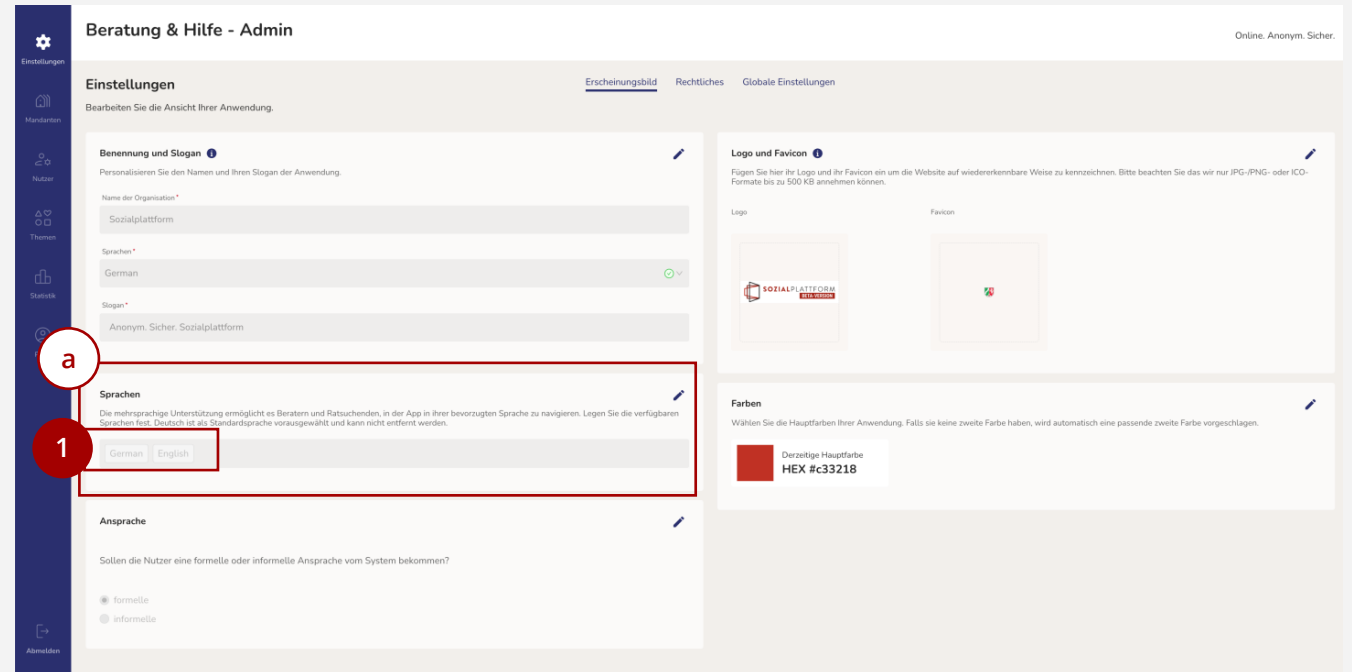 Beratung & Hilfe - Admin
Online. Anonym. Sicher.
Einstellungen
Mandanten
Nutzer
Themen
Statistik
Abmelden
Einstellungen
Bearbeiten Sie die Ansicht Ihrer Anwendung.
Erscheinungsbild
Rechtliches
Globale Einstellungen
Benennung und Slogan
Personalisieren Sie den Namen und Ihren Slogan der Anwendung.
Name der Organisation *
Sozialplattform
Sprachen *
German
Slogan *
Anonym. Sicher. Sozialplattform
a
Sprachen
Die mehrsprachige Unterstützung ermöglicht es Beratern und Ratsuchenden, in der App in ihrer bevorzugten Sprache zu navigieren. Legen Sie die verfügbaren
Sprachen fest. Deutsch ist als Standardsprache vorausgewählt und kann nicht entfernt werden.
1
German
English
Ansprache
Sollen die Nutzer eine formelle oder informelle Ansprache vom System bekommen?
formelle
informelle
Logo und Favicon
Fügen Sie hier ihr Logo und ihr Favicon ein um die Website auf wiedererkennbare Weise zu kennzeichnen. Bitte beachten Sie das wir nur JPG-/PNG- oder ICO-
Formate bis zu 500 KB annehmen können.
Logo
Favicon
SOZIALPLATTFORM
BETA-VERSION
Farben
Wählen Sie die Hauptfarben Ihrer Anwendung. Falls sie keine zweite Farbe haben, wird automatisch eine passende zweite Farbe vorgeschlagen.
Derzeitige Hauptfarbe
HEX #c33218